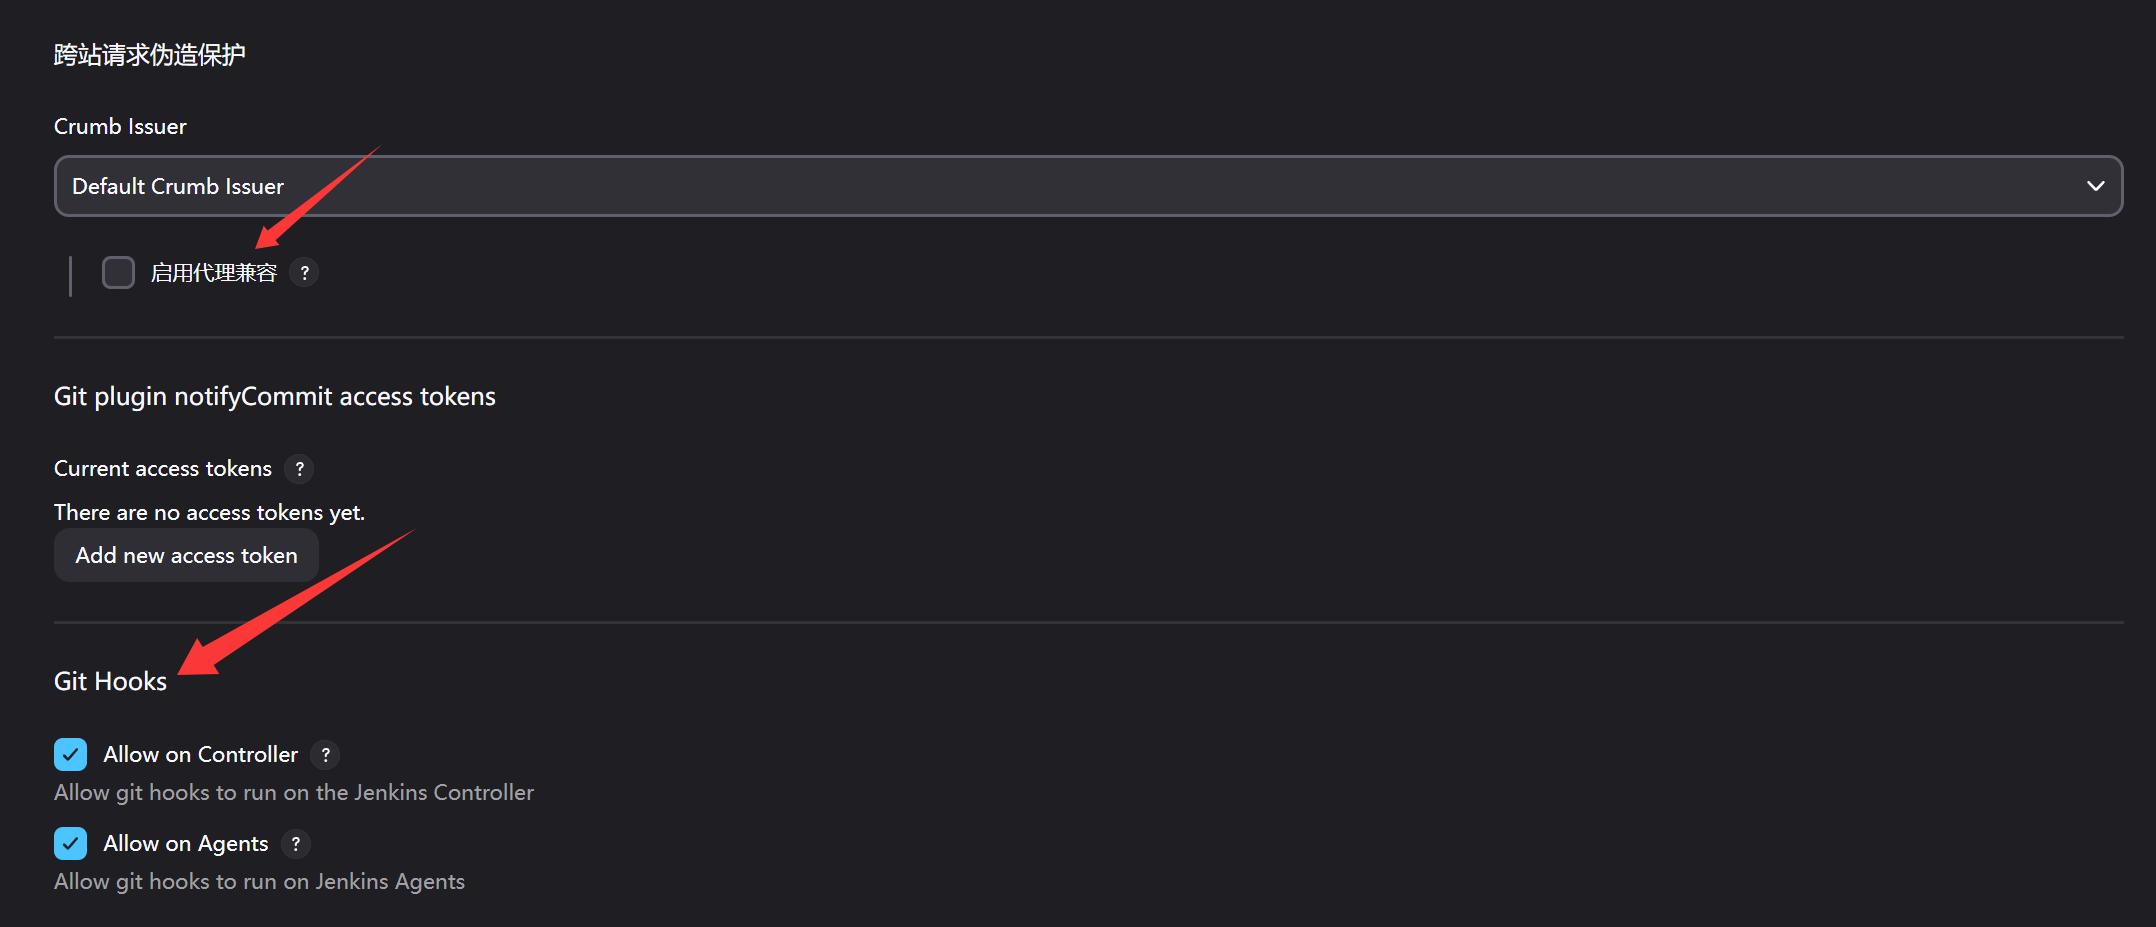 跨站请求伪造保护
Crumb Issuer
Default Crumb Issuer
启用代理兼容 ?
Git plugin notifyCommit access tokens
Current access tokens ?
There are no access tokens yet.
Add new access token
Git Hooks
Allow on Controller ?
Allow git hooks to run on the Jenkins Controller
Allow on Agents ?
Allow git hooks to run on Jenkins Agents